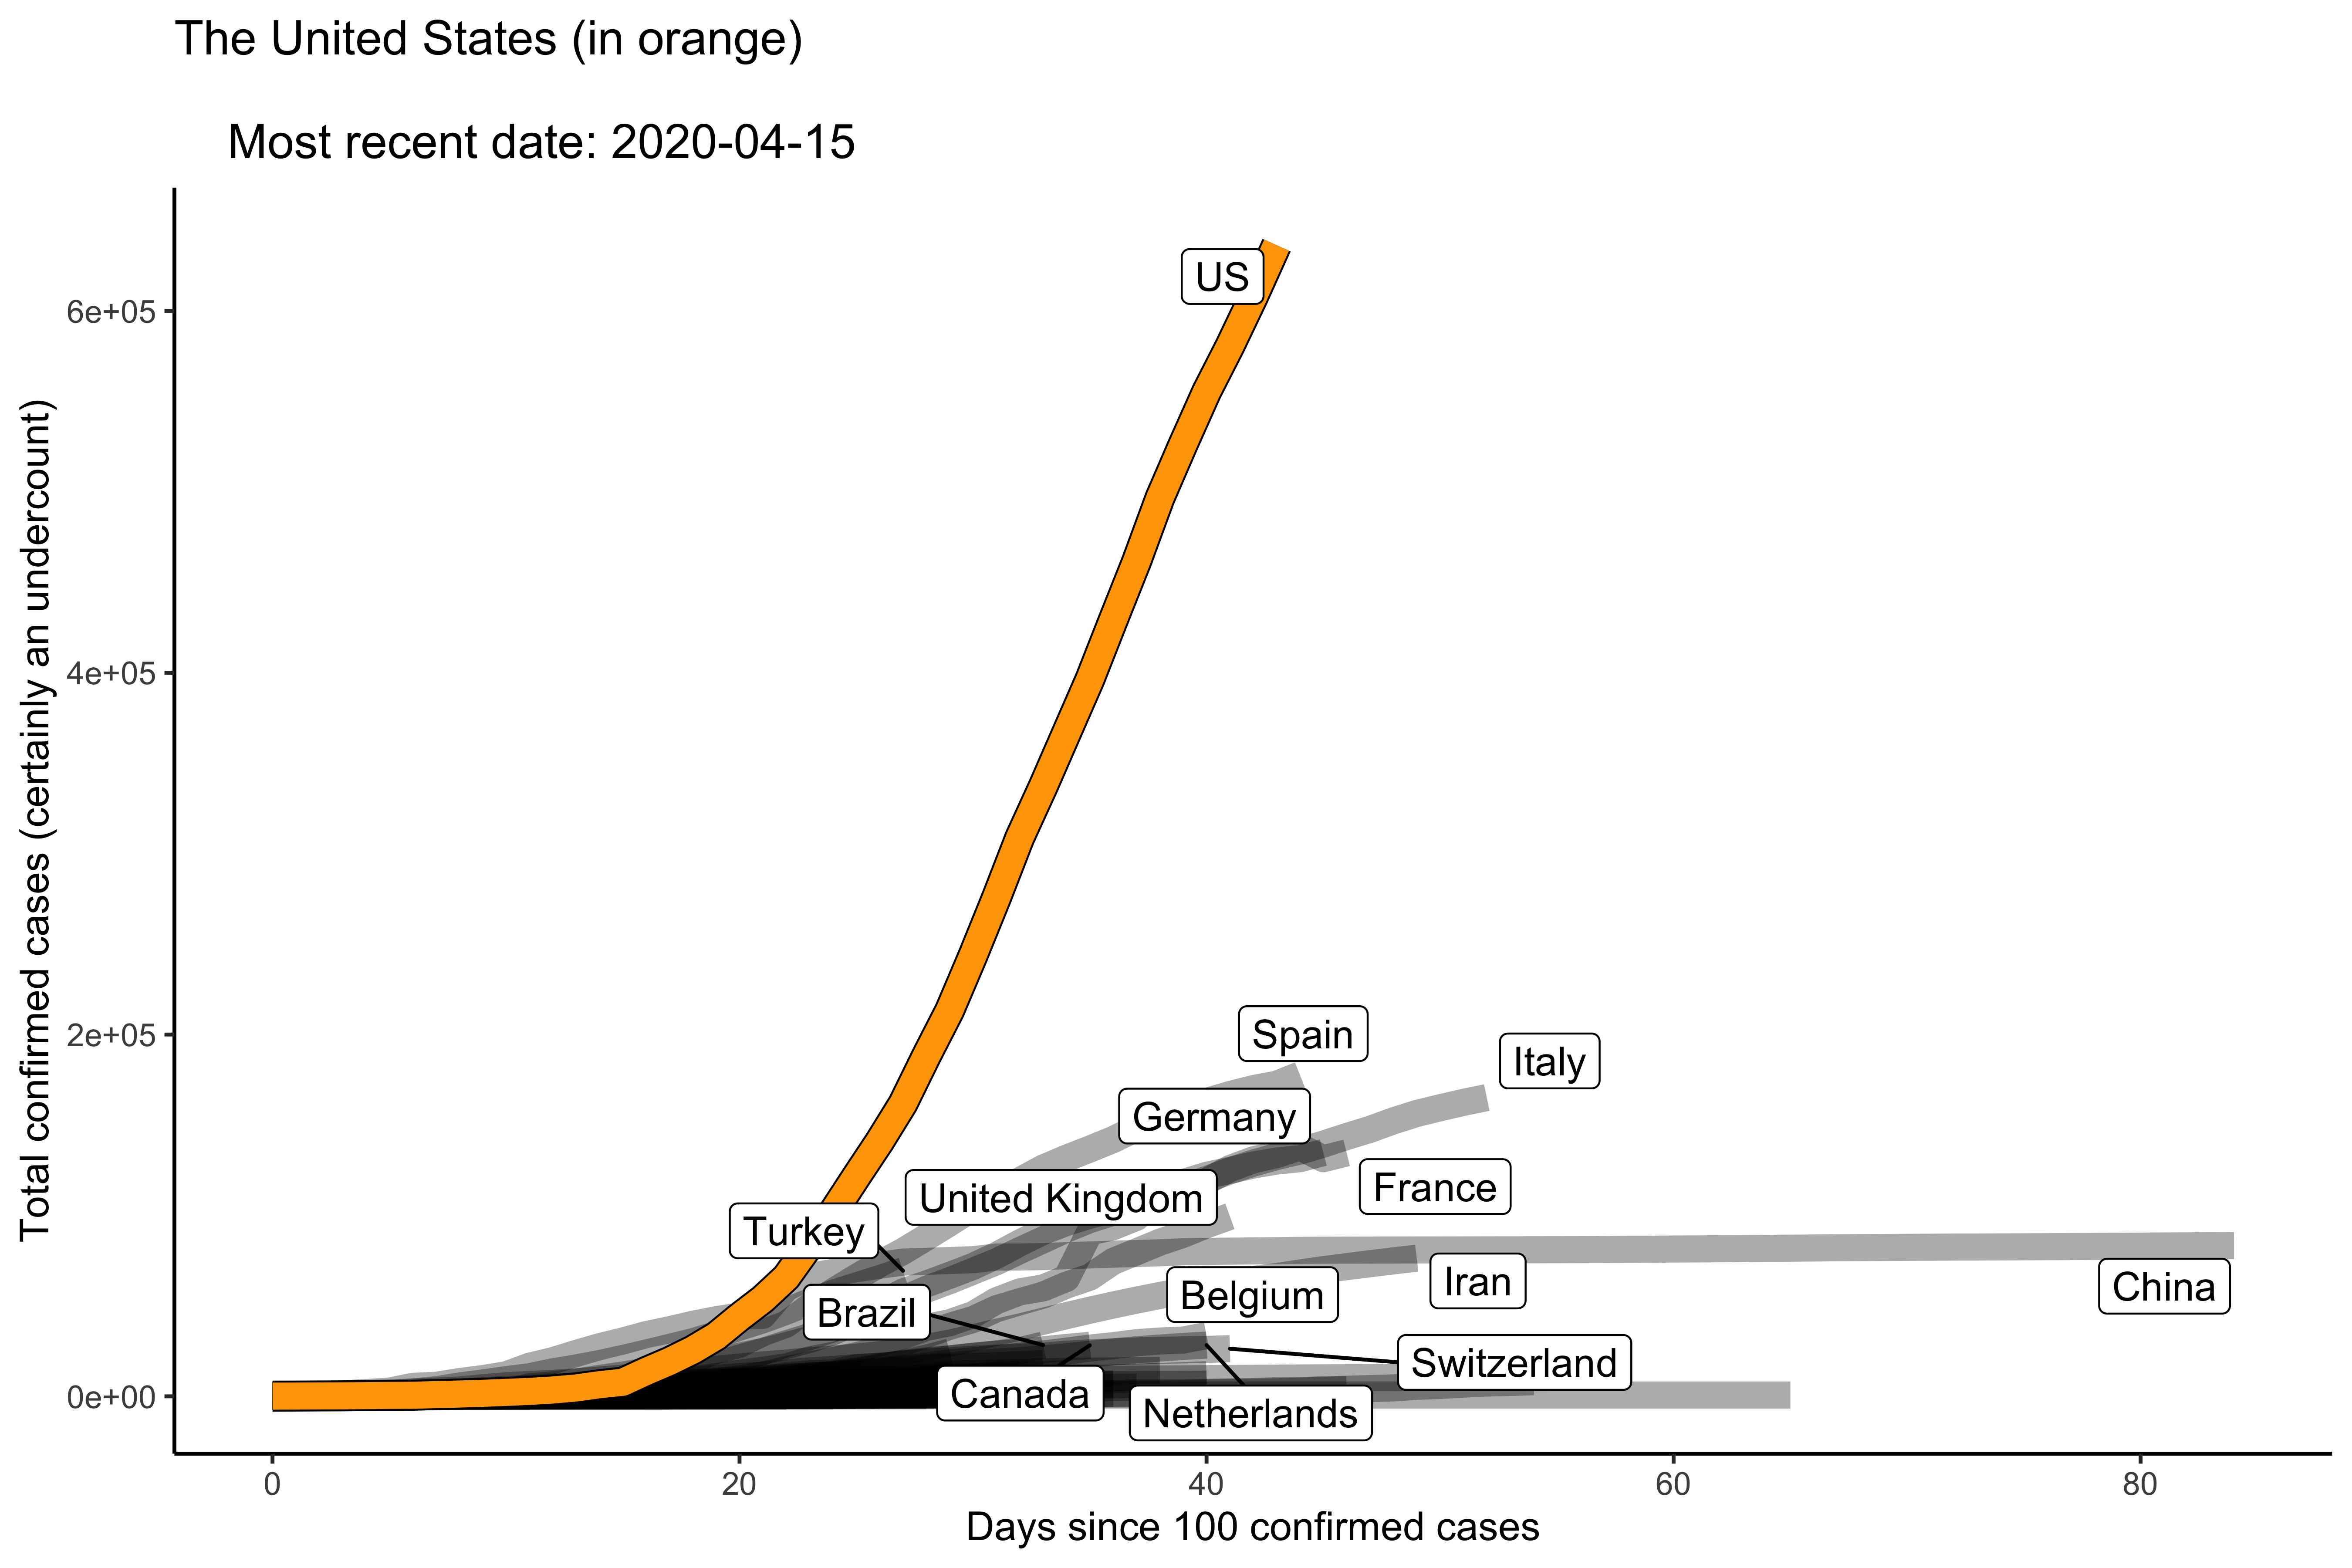 The United States (in orange)
Most recent date: 2020-04-15
Total confirmed cases (certainly an undercount)
6e+05
4e+05
2e+05
0e+00
US
Spain
Italy
Germany
France
United Kingdom
Turkey
Iran
China
Belgium
Brazil
Switzerland
Canada
Netherlands
0
20
40
60
80
Days since 100 confirmed cases